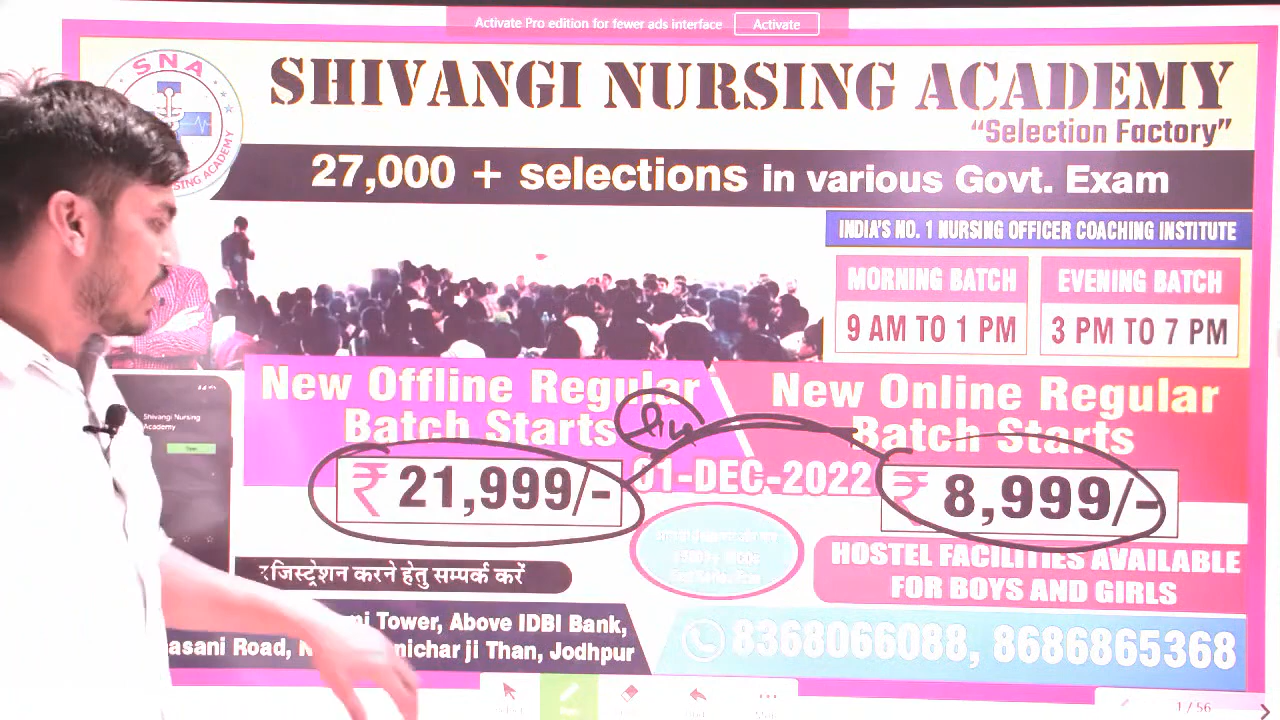 Activate Pro edition for fewer ads interface
Activate
SNA
SHIVANGI NURSING ACADEMY
"Selection Factory"
SING ACADEMY
27,000 + selections in various Govt. Exam
INDIA'S NO. 1 NURSING OFFICER COACHING INSTITUTE
MORNING BATCH
EVENING BATCH
9 AM TO 1 PM
3 PM TO 7 PM
New Offline Regular
Batch Starts
New Online Regular
Batch Starts
Shivangi Nursing
Academy
01-DEC-2022
₹ 21,999/-
₹ 8,999/-
HOSTEL FACILITIES AVAILABLE
FOR BOYS AND GIRLS
रजिस्ट्रेशन करने हेतु सम्पर्क करें
Tower, Above IDBI Bank,
asani Road, nichar ji Than, Jodhpur
8368066088, 8686865368
1 / 56